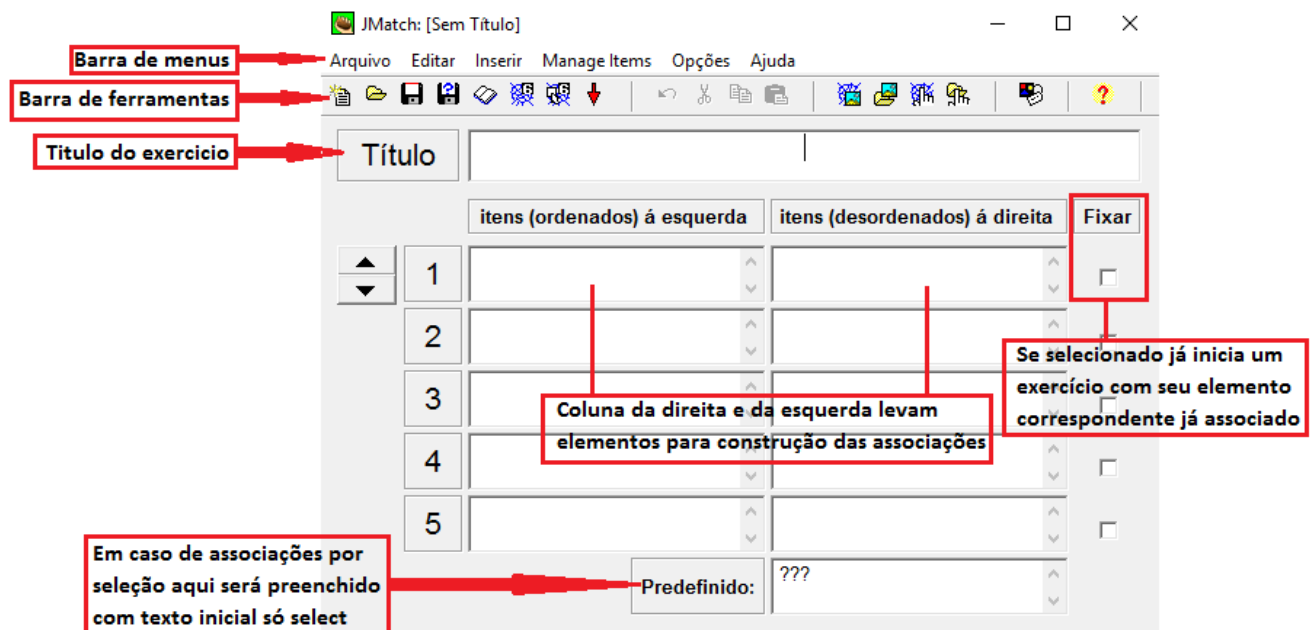 JMatch: [Sem Título]
Barra de menus
Arquivo Editar Inserir Manage Items Opções Ajuda
Barra de ferramentas
Titulo do exercicio
Título
itens (ordenados) á esquerda
itens (desordenados) á direita
Fixar
1
2
3
4
5
Se selecionado já inicia um
exercício com seu elemento
correspondente já associado
Coluna da direita e da esquerda levam
elementos para construção das associações
Em caso de associações por
seleção aqui será preenchido
com texto inicial só select
Predefinido:
???